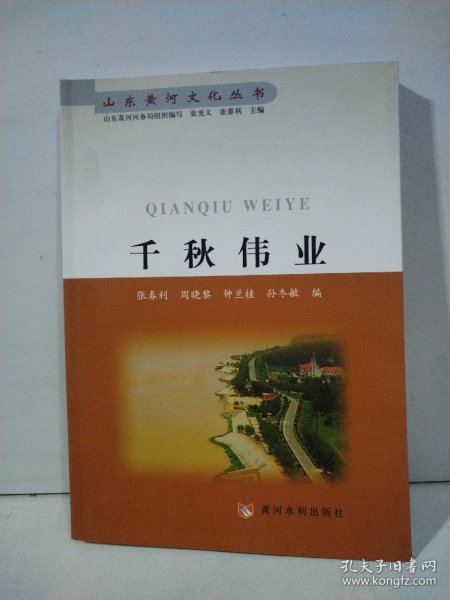 山东黄河文化丛书
山东黄河河务局组织编写 张光义 张春利 主编
QIANQIU WEIYE
千秋伟业
张春利 周晓黎 钟兰桂 孙冬敏 编
黄河水利出版社
孔夫子旧书网
www.kongfz.com